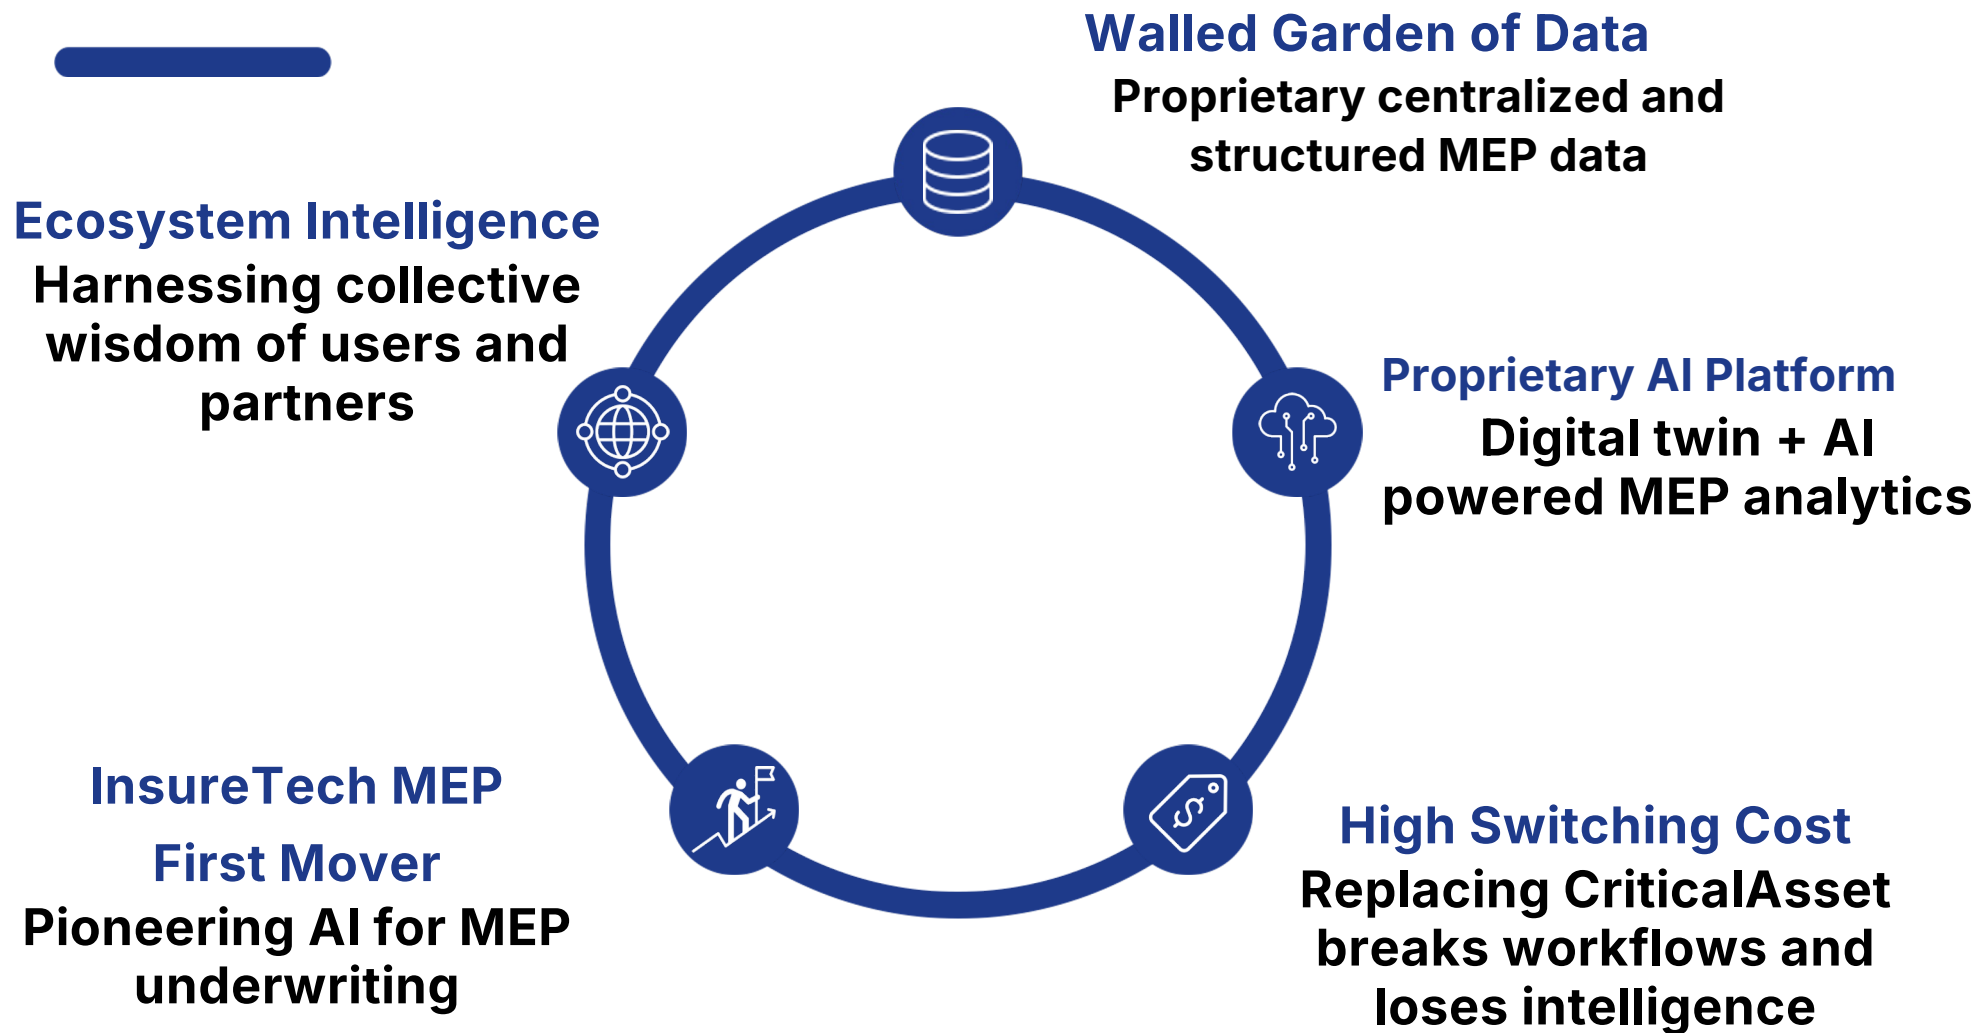 Walled Garden of Data
Proprietary centralized and
structured MEP data
Proprietary AI Platform
Digital twin + AI
powered MEP analytics
High Switching Cost
Replacing CriticalAsset
breaks workflows and
loses intelligence
InsureTech MEP
First Mover
Pioneering AI for MEP
underwriting
Ecosystem Intelligence
Harnessing collective
wisdom of users and
partners
$